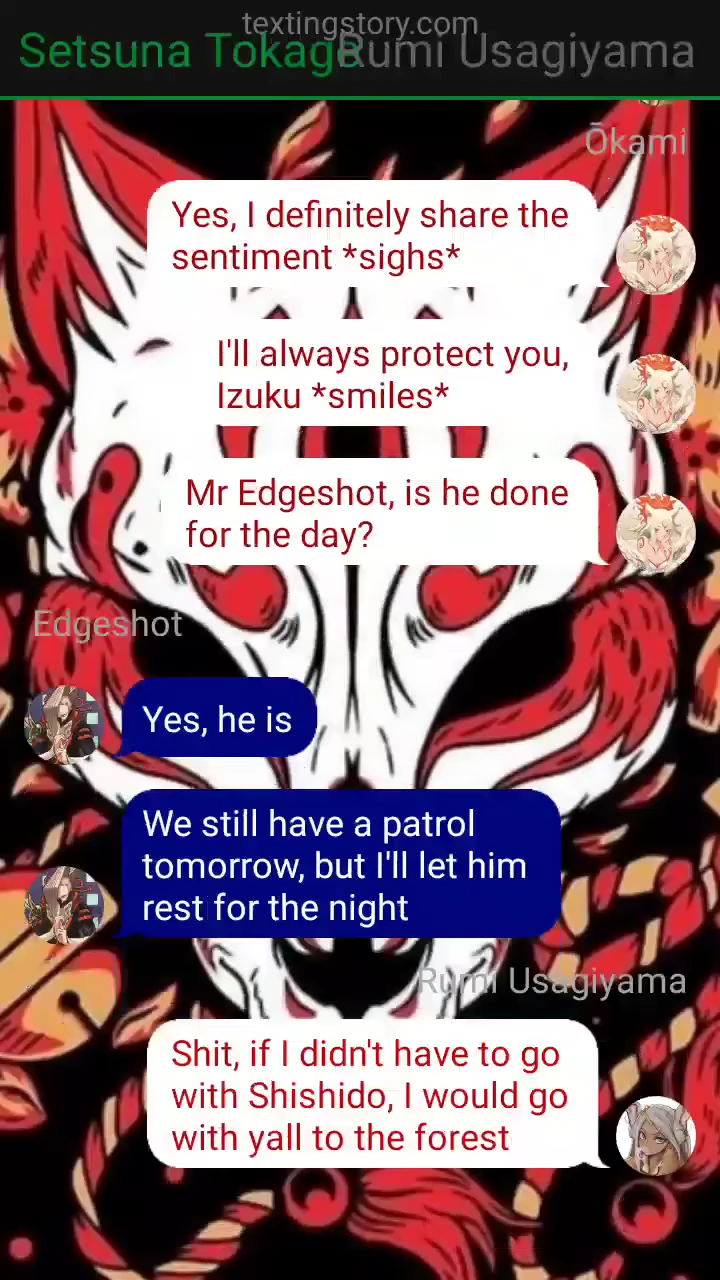 textingstory.com
Setsuna Tokage
Rumi Usagiyama
Ōkami
Yes, I definitely share the
sentiment *sighs*
I'll always protect you,
Izuku *smiles*
Mr Edgeshot, is he done
for the day?
Edgeshot
Yes, he is
We still have a patrol
tomorrow, but I'll let him
rest for the night
Rumi Usagiyama
Shit, if I didn't have to go
with Shishido, I would go
with yall to the forest